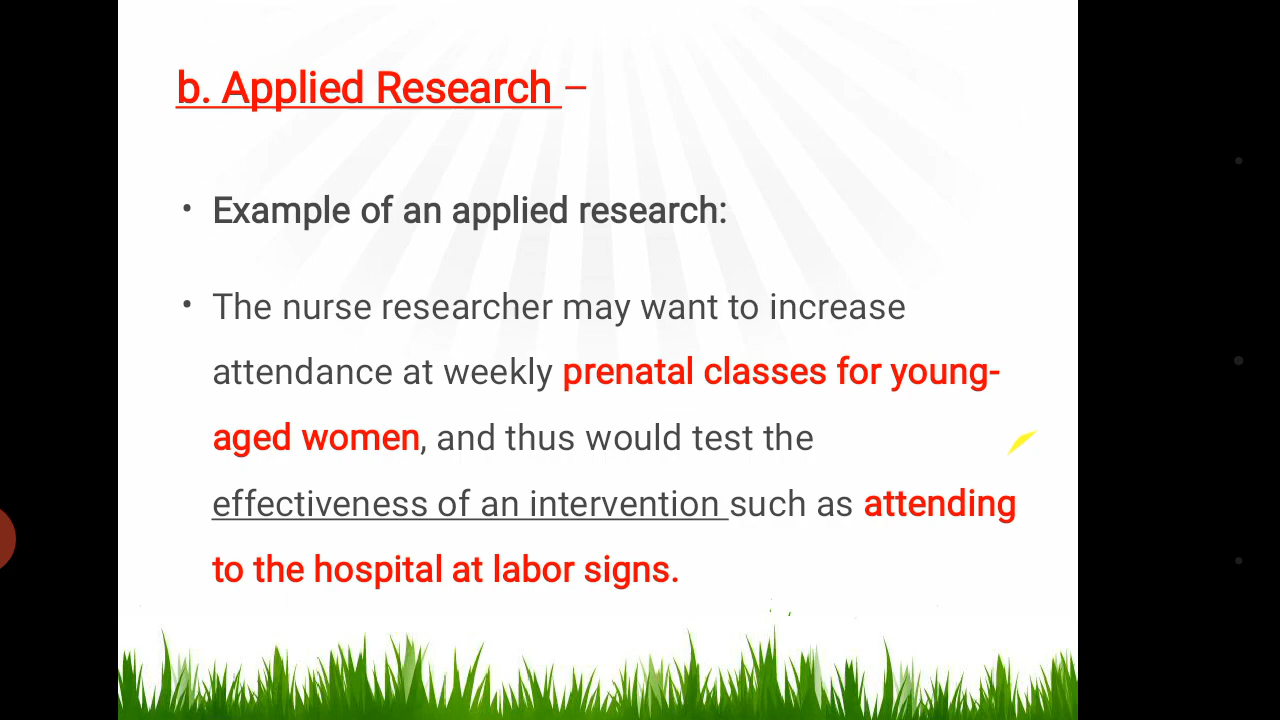 b. Applied Research –
• Example of an applied research:
• The nurse researcher may want to increase
attendance at weekly prenatal classes for young-
aged women, and thus would test the
effectiveness of an intervention such as attending
to the hospital at labor signs.